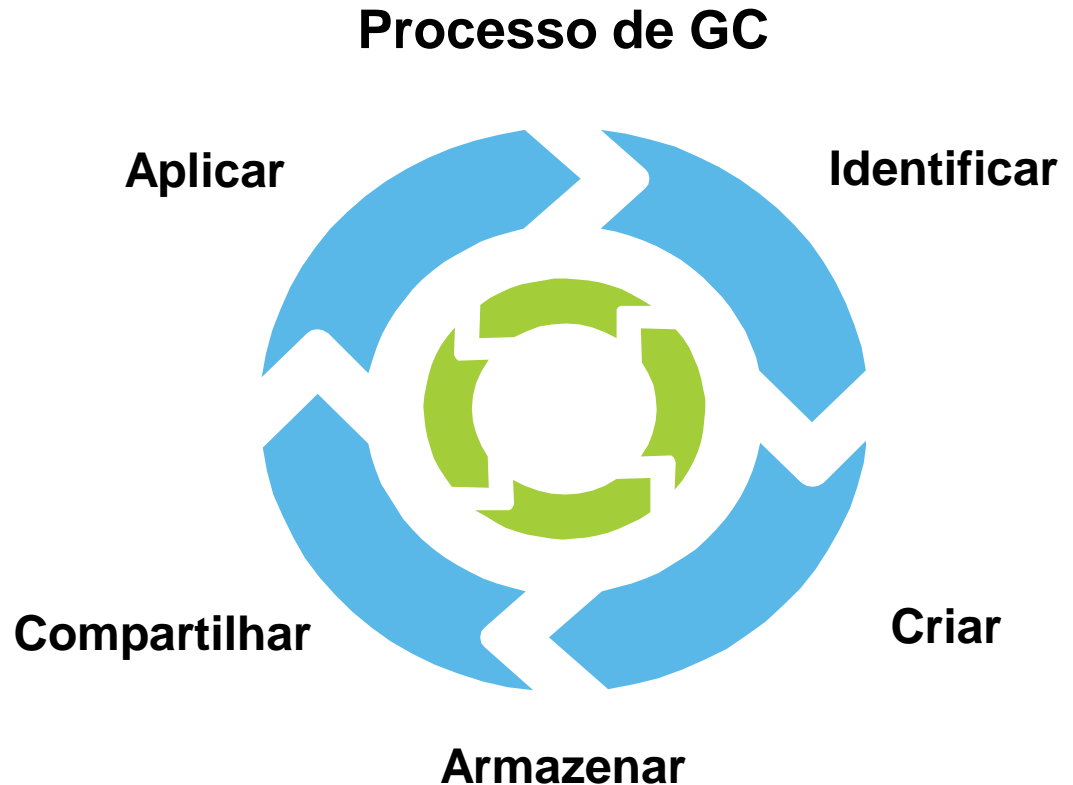 Processo de GC
Aplicar
Identificar
Compartilhar
Criar
Armazenar